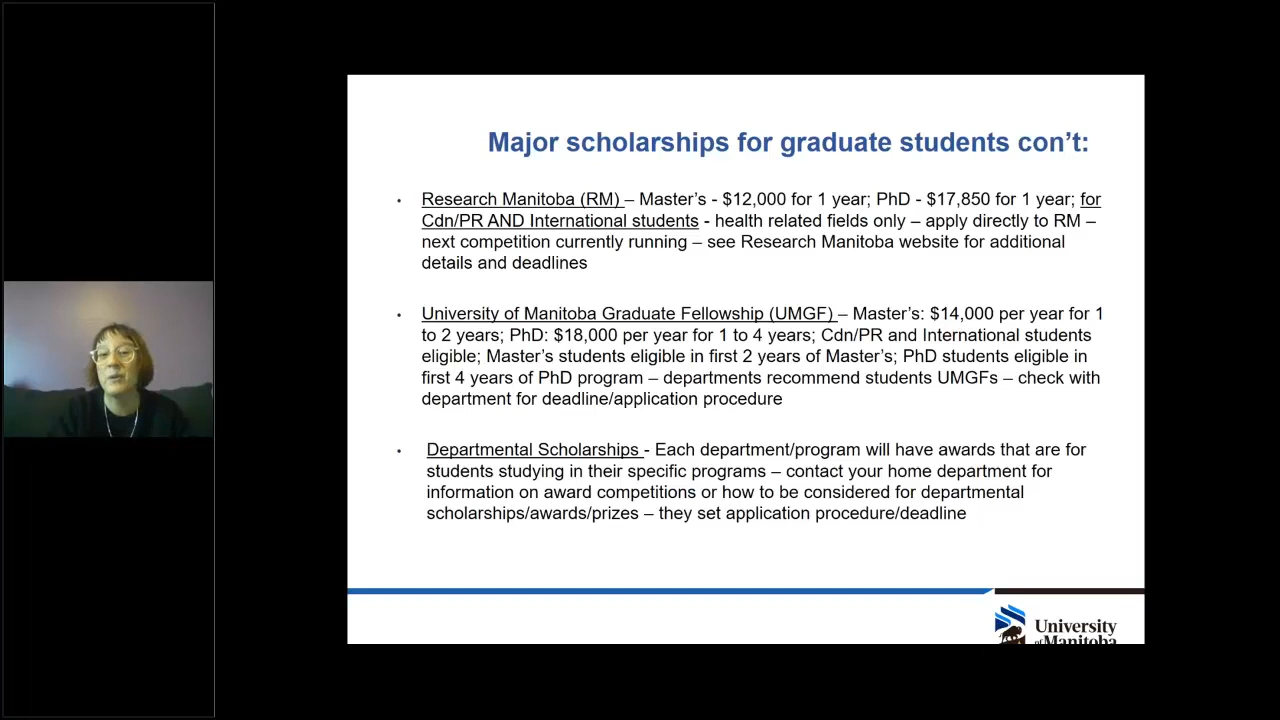 Major scholarships for graduate students con’t:
• Research Manitoba (RM) – Master’s - $12,000 for 1 year; PhD - $17,850 for 1 year; for
Cdn/PR AND International students - health related fields only – apply directly to RM –
next competition currently running – see Research Manitoba website for additional
details and deadlines
• University of Manitoba Graduate Fellowship (UMGF) – Master’s: $14,000 per year for 1
to 2 years; PhD: $18,000 per year for 1 to 4 years; Cdn/PR and International students
eligible; Master’s students eligible in first 2 years of Master’s; PhD students eligible in
first 4 years of PhD program – departments recommend students UMGFs – check with
department for deadline/application procedure
• Departmental Scholarships - Each department/program will have awards that are for
students studying in their specific programs – contact your home department for
information on award competitions or how to be considered for departmental
scholarships/awards/prizes – they set application procedure/deadline
University
of Manitoba